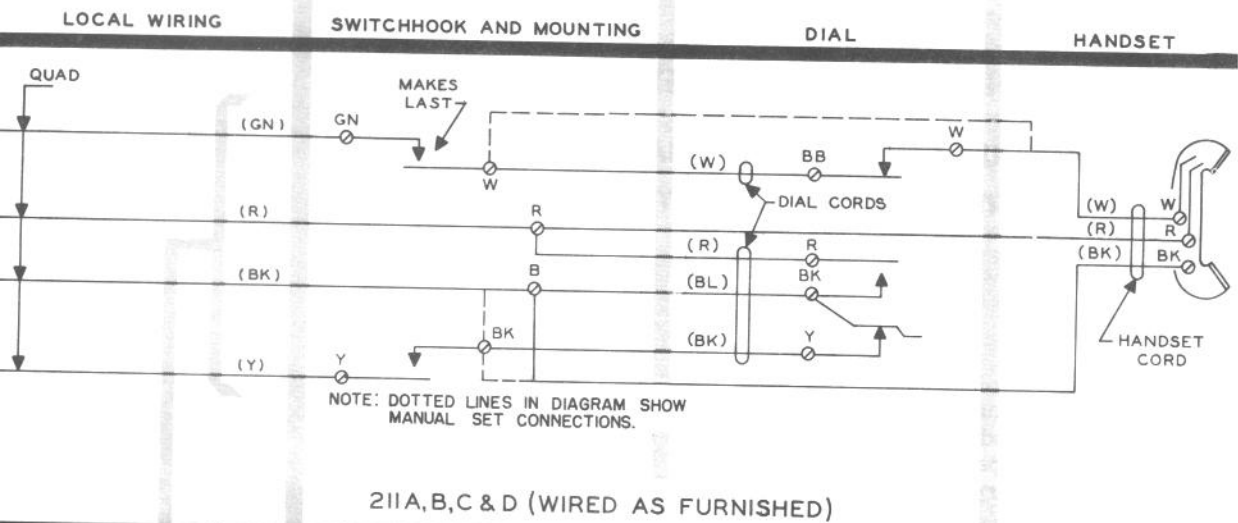 LOCAL WIRING
SWITCHHOOK AND MOUNTING
DIAL
HANDSET
QUAD
MAKES
LAST
(GN)
GN
W
(W)
BB
W
DIAL CORDS
(W)
W
(R)
R
(R)
R
(R)
R
(BK)
BK
(BK)
B
(BL)
BK
BK
(BK)
Y
HANDSET
CORD
(Y)
Y
NOTE: DOTTED LINES IN DIAGRAM SHOW
MANUAL SET CONNECTIONS.
211A,B,C & D (WIRED AS FURNISHED)